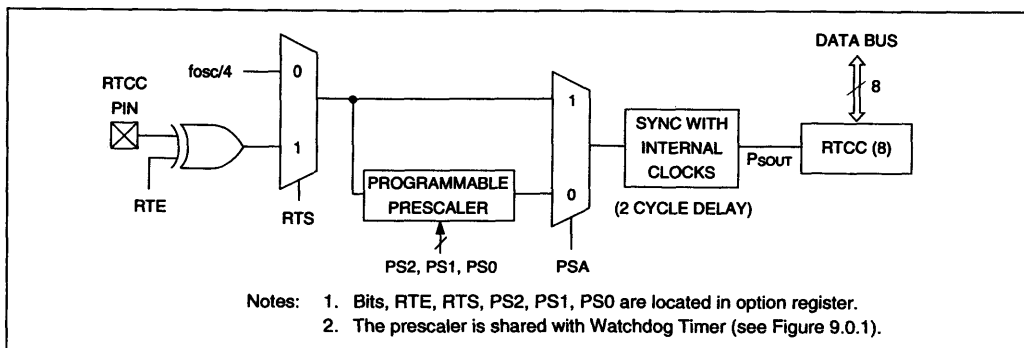 DATA BUS
8
fosc/4
0
RTCC
PIN
1
RTE
RTS
PROGRAMMABLE
PRESCALER
PS2, PS1, PS0
1
0
PSA
SYNC WITH
INTERNAL
CLOCKS
(2 CYCLE DELAY)
PSOUT
RTCC (8)
Notes: 1. Bits, RTE, RTS, PS2, PS1, PS0 are located in option register.
2. The prescaler is shared with Watchdog Timer (see Figure 9.0.1).